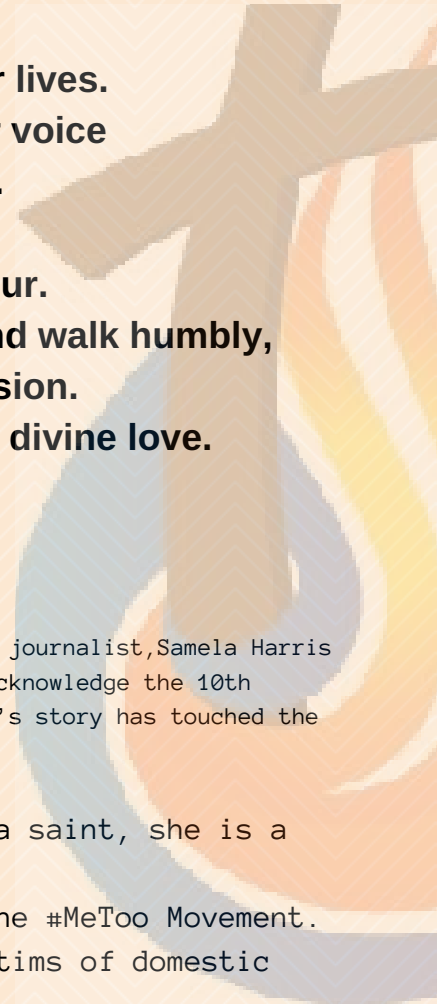 lives.
voice
.
ur.
nd walk humbly,
sion.
divine love.
journalist,Samela Harris
cknowledge the 10th
's story has touched the
a saint, she is a
ne #MeToo Movement.
tims of domestic